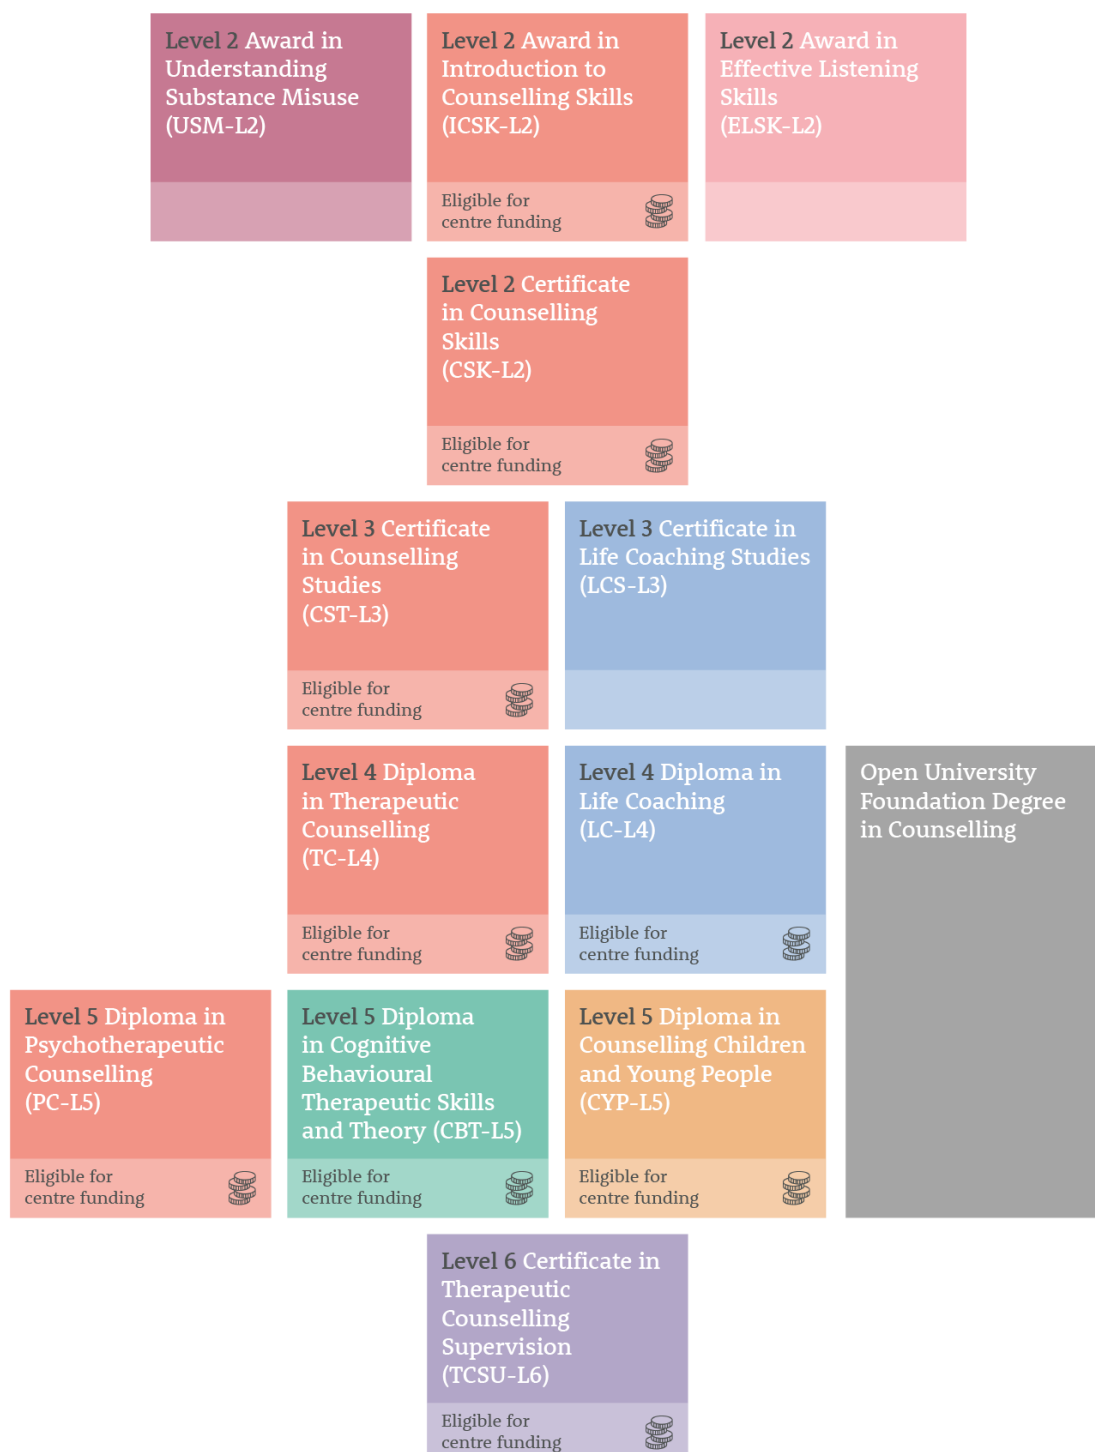 Level 2 Award in
Understanding
Substance Misuse
(USM-L2)
Level 2 Award in
Introduction to
Counselling Skills
(ICSK-L2)
Eligible for
centre funding
Level 2 Award in
Effective Listening
Skills
(ELSK-L2)
Level 2 Certificate
in Counselling
Skills
(CSK-L2)
Eligible for
centre funding
Level 3 Certificate
in Counselling
Studies
(CST-L3)
Eligible for
centre funding
Level 3 Certificate in
Life Coaching Studies
(LCS-L3)
Level 4 Diploma
in Therapeutic
Counselling
(TC-L4)
Eligible for
centre funding
Level 4 Diploma in
Life Coaching
(LC-L4)
Eligible for
centre funding
Open University
Foundation Degree
in Counselling
Level 5 Diploma in
Psychotherapeutic
Counselling
(PC-L5)
Eligible for
centre funding
Level 5 Diploma
in Cognitive
Behavioural
Therapeutic Skills
and Theory (CBT-L5)
Eligible for
centre funding
Level 5 Diploma in
Counselling Children
and Young People
(CYP-L5)
Eligible for
centre funding
Level 6 Certificate in
Therapeutic
Counselling
Supervision
(TCSU-L6)
Eligible for
centre funding